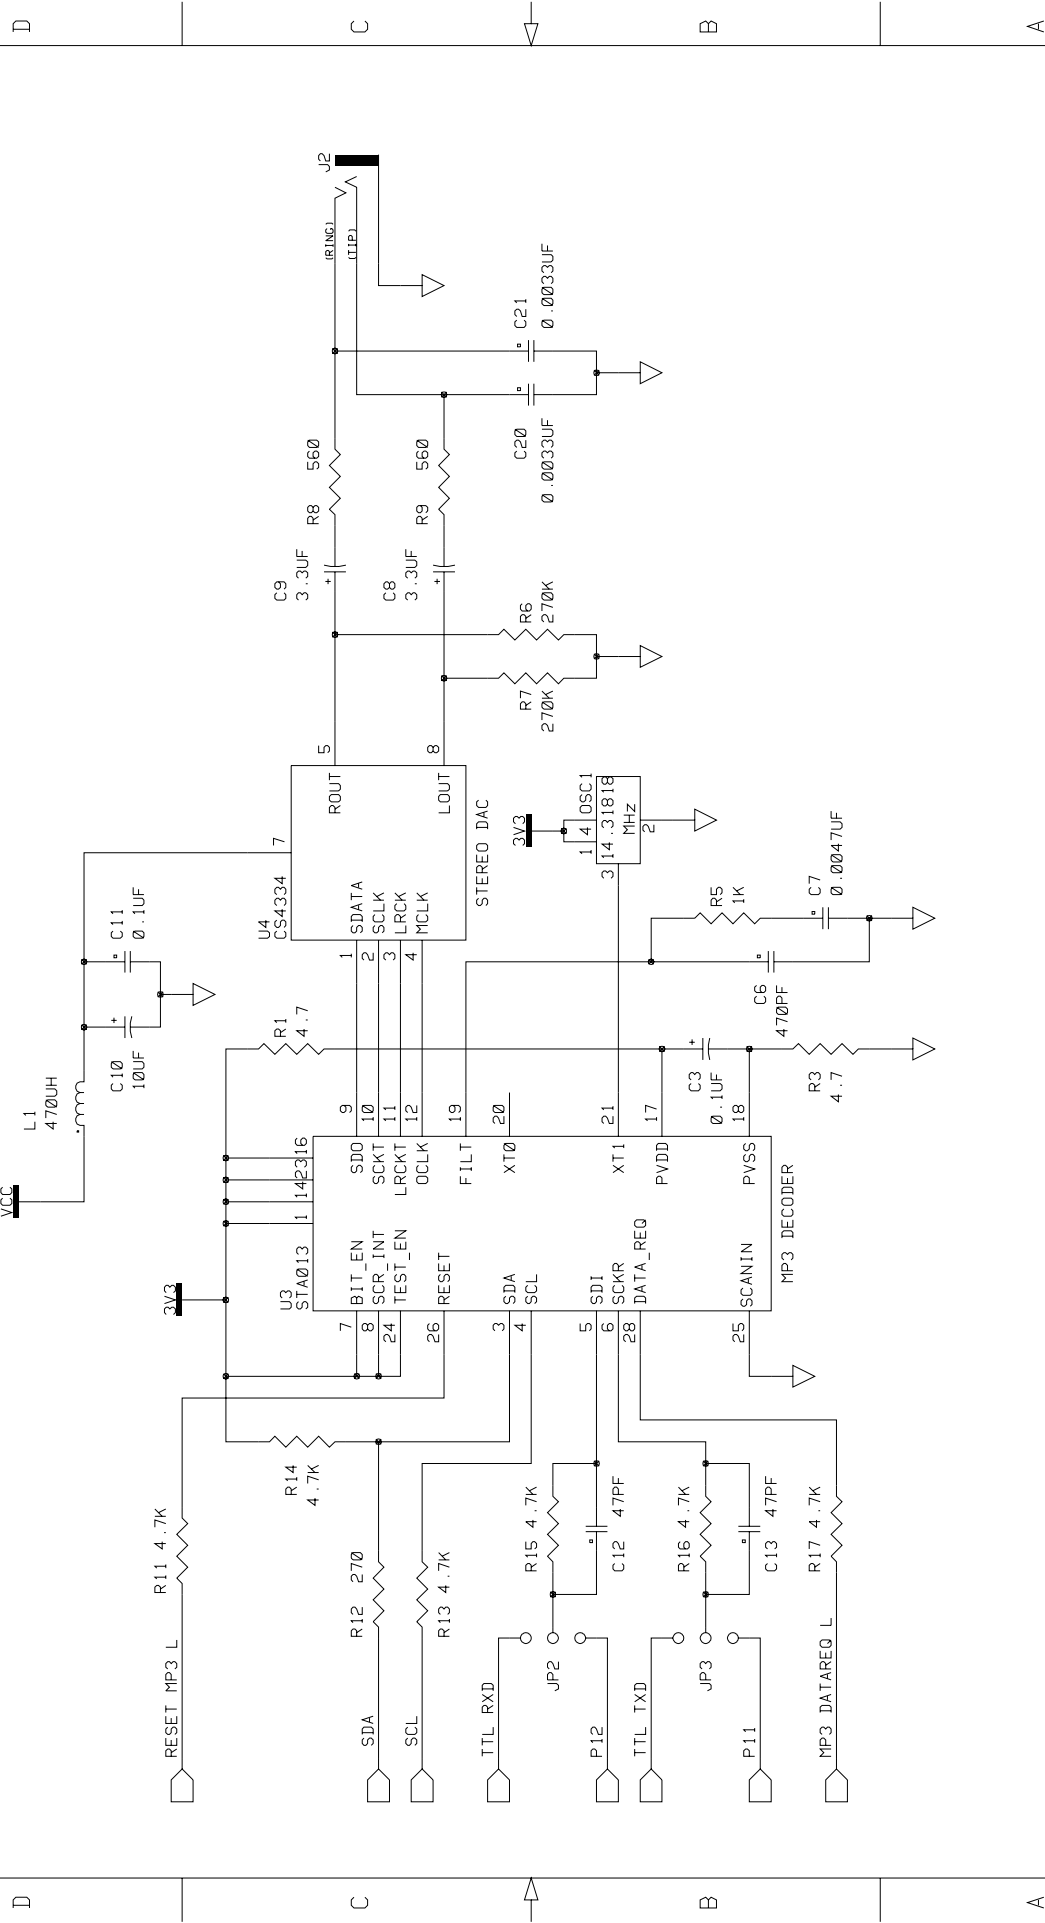 D
C
B
A
VCC
L1
470UH
C10
10UF
C11
0.1UF
3V3
R1
4.7
U4
CS4334
7
SDATA
SCLK
LRCK
MCLK
1
2
3
4
ROUT
LOUT
5
8
STEREO DAC
C9
3.3UF
R8
560
C8
3.3UF
R9
560
R6
270K
R7
270K
J2
(RING)
(TIP)
C21
0.0033UF
C20
0.0033UF
3V3
1 4 OSC1
14.31818
MHz
3
2
R5
1K
C7
0.0047UF
C6
470PF
C3
0.1UF
R3
4.7
U3
STA013
1
14
23
16
BIT_EN
SCR_INT
TEST_EN
RESET
SDA
SCL
SDI
SCKR
DATA_REQ
SCANIN
7
8
24
26
3
4
5
6
28
25
SDO
SCKT
LRCKT
OCLK
FILT
XTO
XTI
PVDD
PVSS
9
10
11
12
19
20
21
17
18
MP3 DECODER
RESET MP3 L
R11 4.7K
R14
4.7K
SDA
R12 270
SCL
R13 4.7K
TTL RXD
P12
JP2
R15 4.7K
C12 47PF
TTL TXD
P11
JP3
R16 4.7K
C13 47PF
MP3 DATAREQ L
R17 4.7K
D
C
B
A